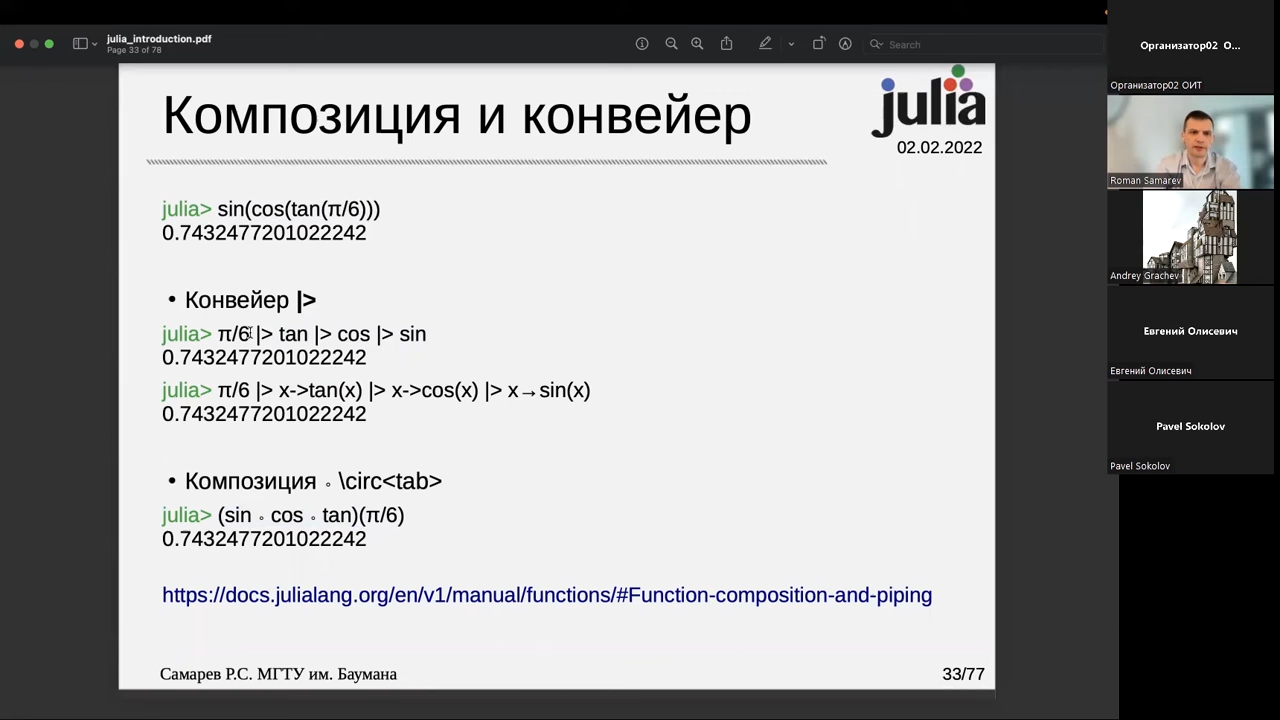 julia_introduction.pdf
Page 33 of 78
Search
Композиция и конвейер
julia
02.02.2022
julia> sin(cos(tan(π/6)))
0.7432477201022242
• Конвейер |>
julia> π/6 |> tan |> cos |> sin
0.7432477201022242
julia> π/6 |> x->tan(x) |> x->cos(x) |> x→sin(x)
0.7432477201022242
• Композиция ∘ \circ<tab>
julia> (sin ∘ cos ∘ tan)(π/6)
0.7432477201022242
https://docs.julialang.org/en/v1/manual/functions/#Function-composition-and-piping
Самарев Р.С. МГТУ им. Баумана
33/77
Организатор02 О...
Организатор02 ОИТ
Roman Samarev
Andrey Grachev
Евгений Олисевич
Евгений Олисевич
Pavel Sokolov
Pavel Sokolov